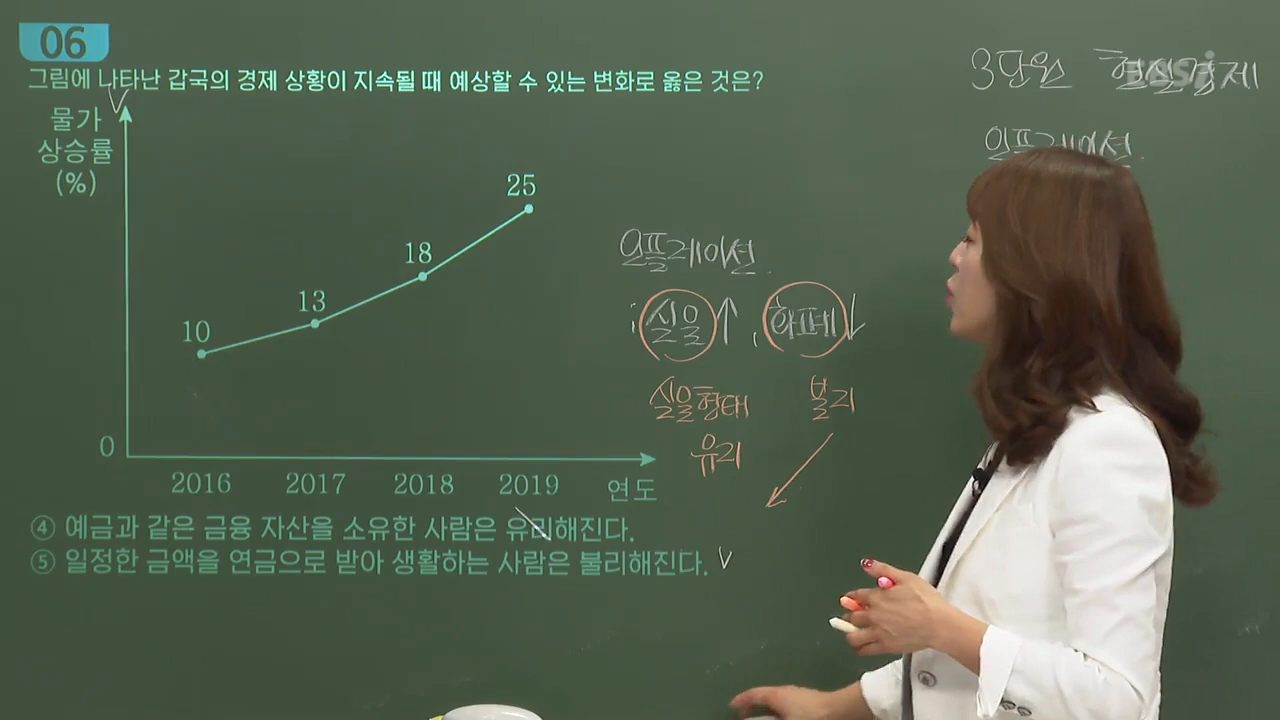 06
그림에 나타난 갑국의 경제 상황이 지속될 때 예상할 수 있는 변화로 옳은 것은?
물가
상승률
(%)
25
18
13
10
0
2016 2017 2018 2019 연도
④ 예금과 같은 금융 자산을 소유한 사람은 유리해진다.
⑤ 일정한 금액을 연금으로 받아 생활하는 사람은 불리해진다.
인플레이션
실물 ↑ 화폐 ↓
실물형태 불리
유리
3단원 현실경제
인플레이션